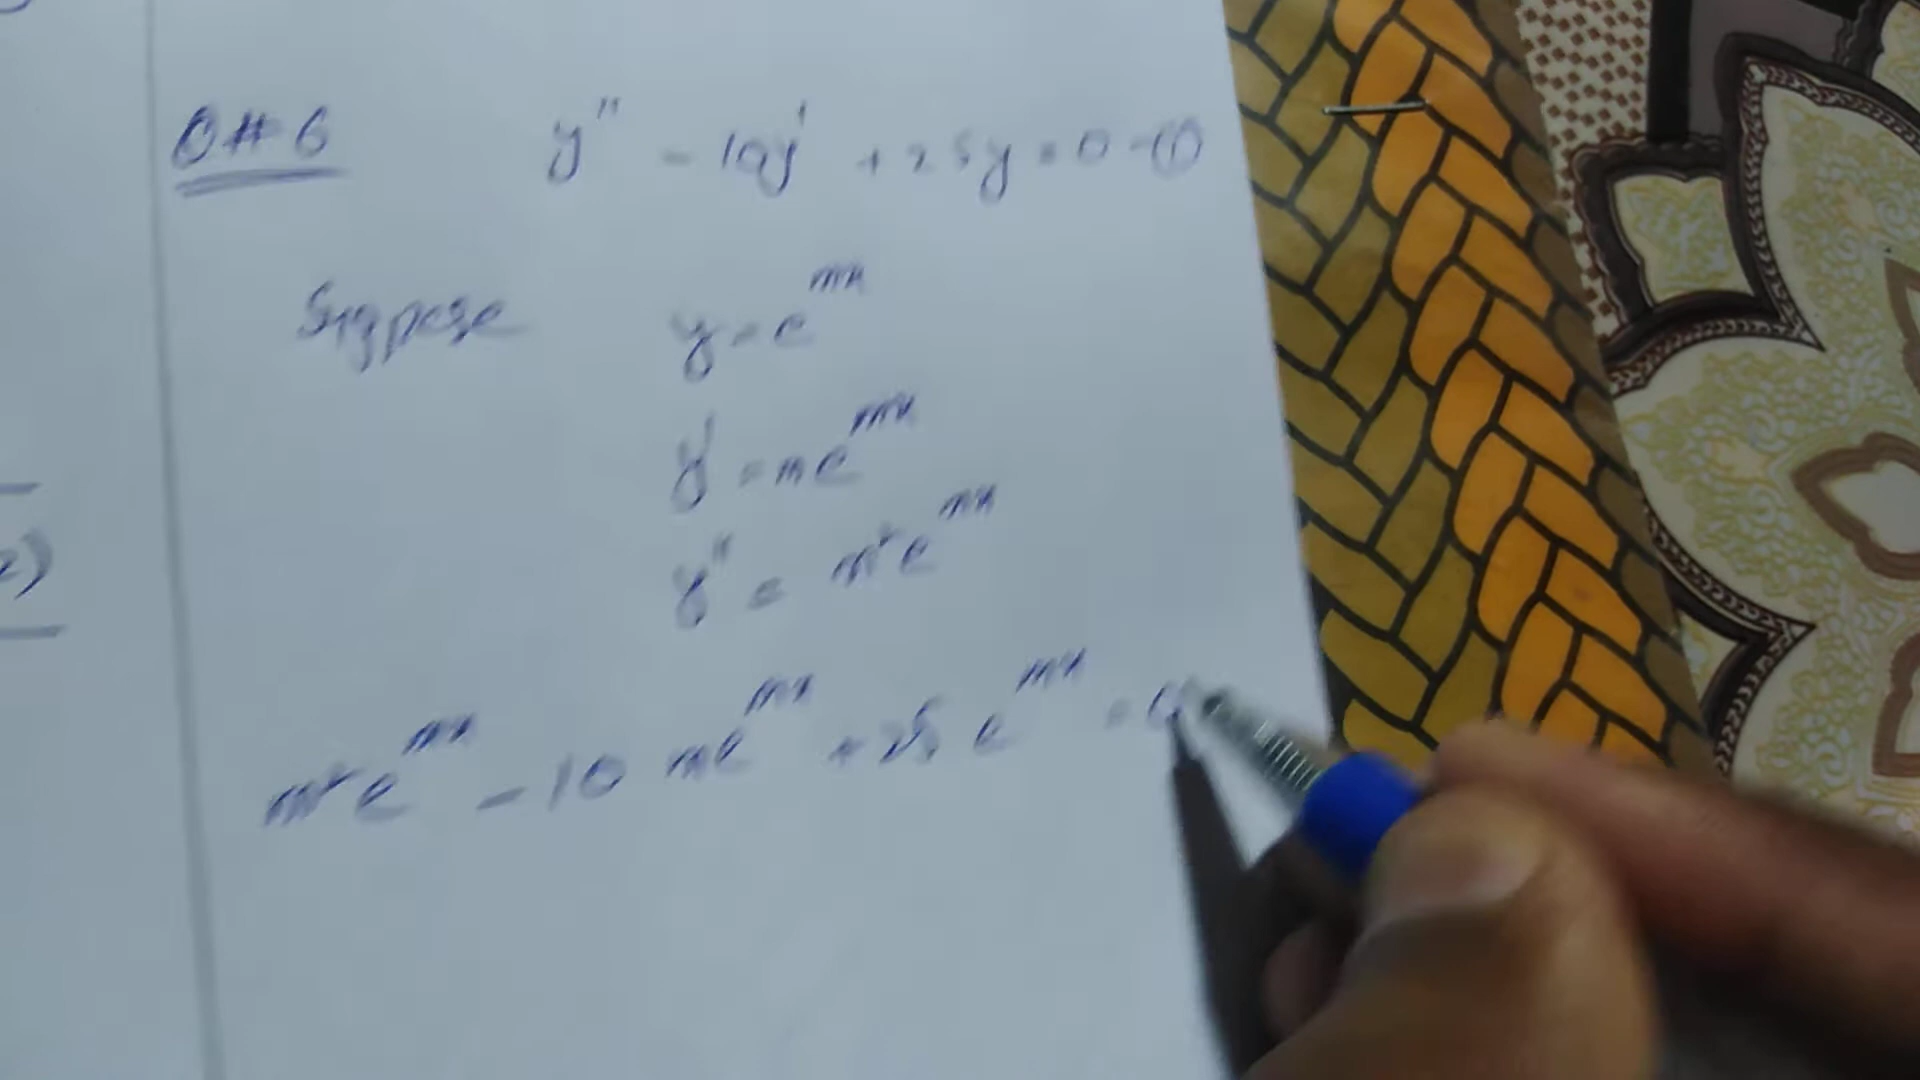 Q#6 y'' - 10y' + 25y = 0 - ①
Suppose y = e^{mx}
y' = me^{mx}
y'' = m²e^{mx}
m²e^{mx} - 10 me^{mx} + 25 e^{mx} = 0
2)